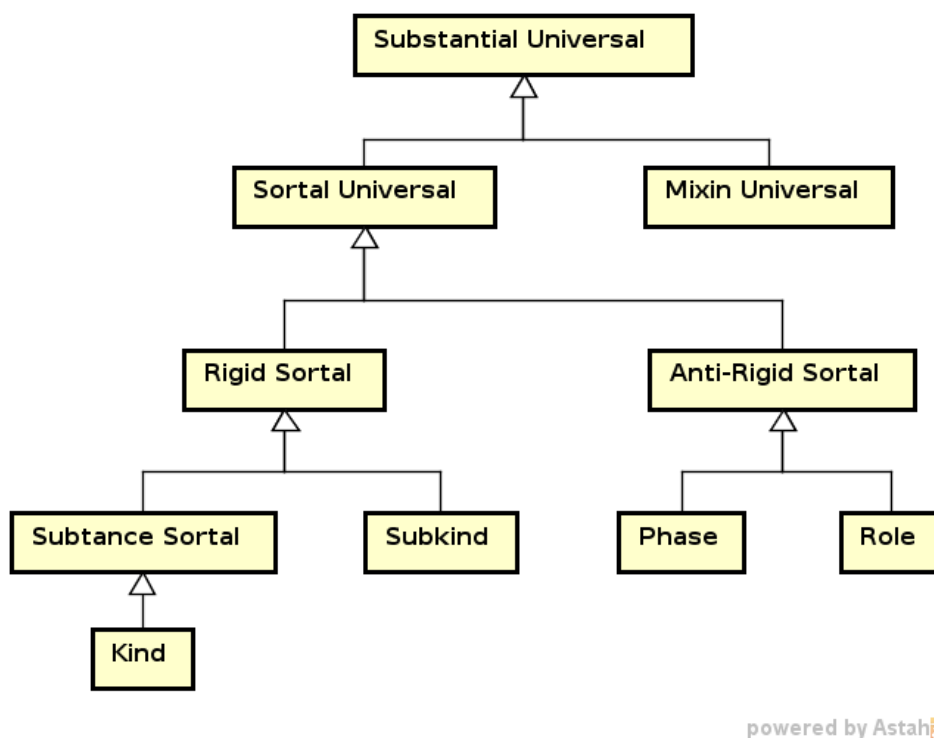 Substantial Universal
Sortal Universal
Mixin Universal
Rigid Sortal
Anti-Rigid Sortal
Subtance Sortal
Subkind
Phase
Role
Kind
powered by Astah